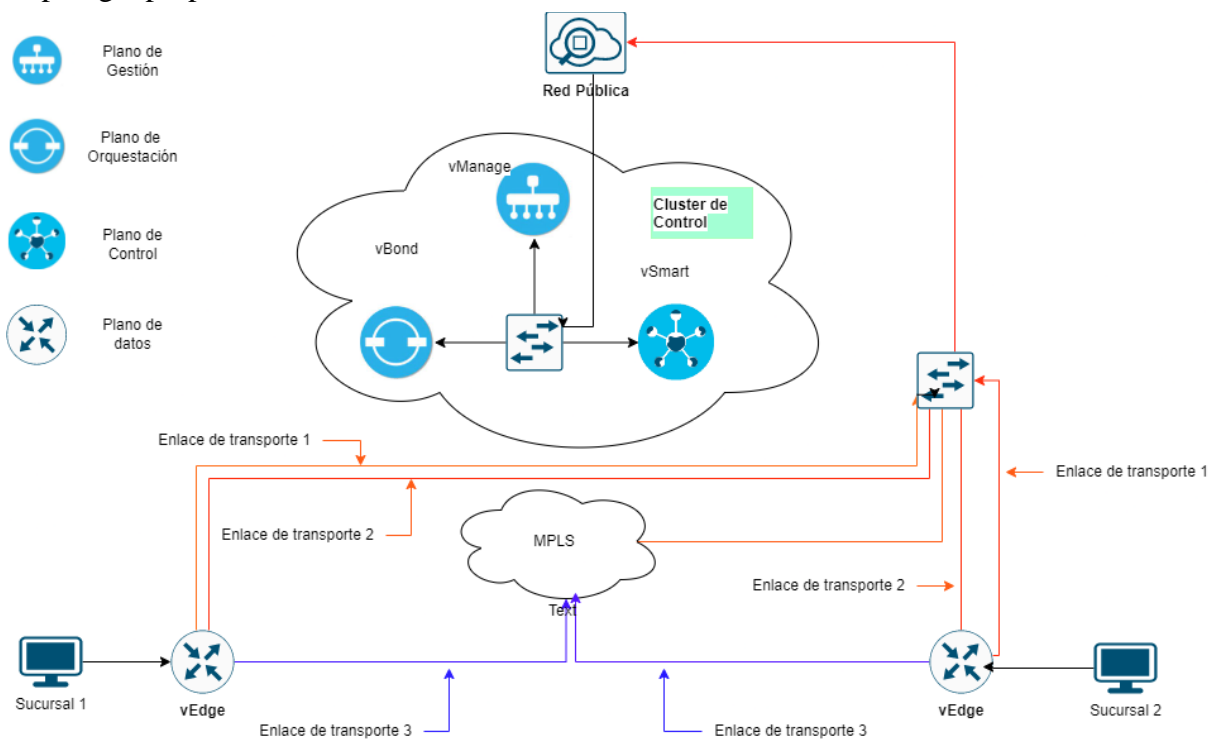 Plano de
Gestión
Plano de
Orquestación
Plano de
Control
Plano de
datos
Red Pública
vManage
Cluster de
Control
vBond
vSmart
Enlace de transporte 1
Enlace de transporte 1
Enlace de transporte 2
MPLS
Enlace de transporte 2
Text
Sucursal 1
vEdge
vEdge
Sucursal 2
Enlace de transporte 3
Enlace de transporte 3